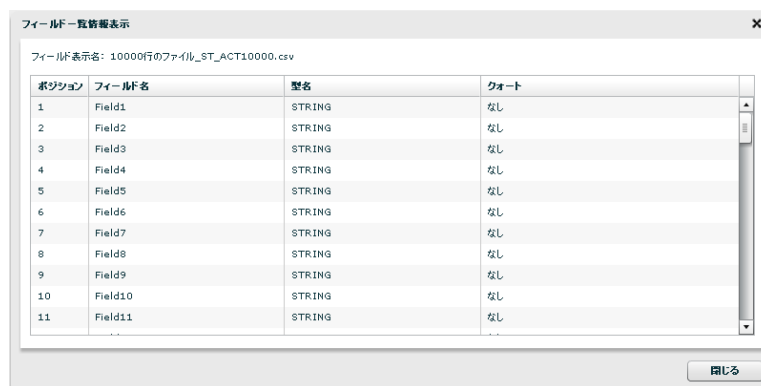 フィールド一覧情報表示
フィールド表示名: 10000行のファイル_ST_ACT10000.csv
ポジション フィールド名 型名 クォート
1 Field1 STRING なし
2 Field2 STRING なし
3 Field3 STRING なし
4 Field4 STRING なし
5 Field5 STRING なし
6 Field6 STRING なし
7 Field7 STRING なし
8 Field8 STRING なし
9 Field9 STRING なし
10 Field10 STRING なし
11 Field11 STRING なし
閉じる